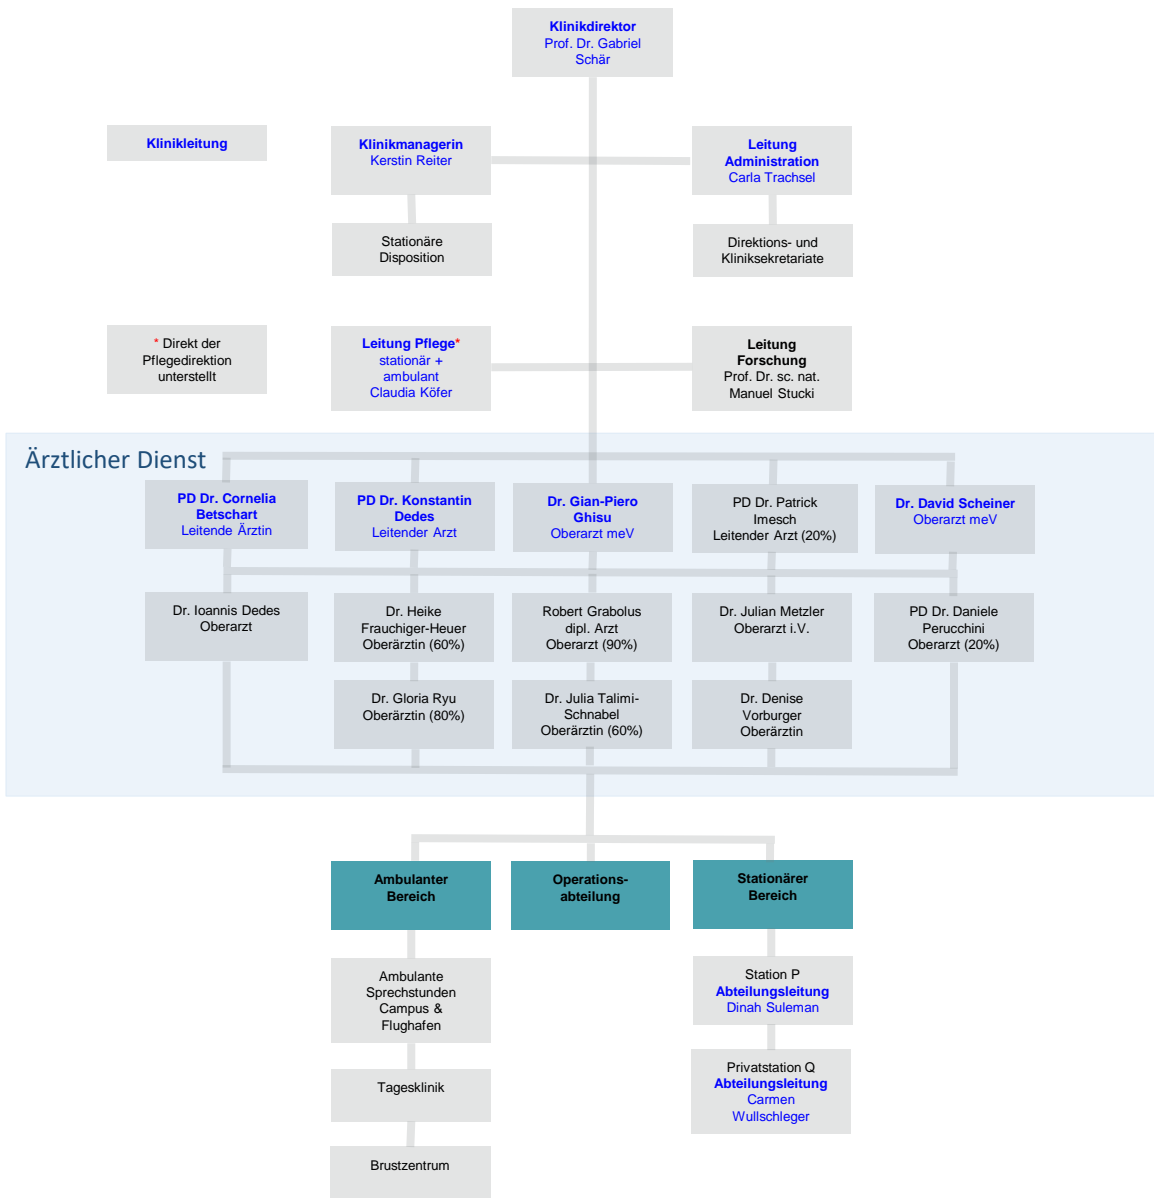 Klinikdirektor
Prof. Dr. Gabriel
Schär
Klinikleitung
Klinikmanagerin
Kerstin Reiter
Leitung
Administration
Carla Trachsel
Stationäre
Disposition
Direktions- und
Kliniksekretariate
* Direkt der
Pflegedirektion
unterstellt
Leitung Pflege*
stationär +
ambulant
Claudia Köfer
Leitung
Forschung
Prof. Dr. sc. nat.
Manuel Stucki
Ärztlicher Dienst
PD Dr. Cornelia
Betschart
Leitende Ärztin
PD Dr. Konstantin
Dedes
Leitender Arzt
Dr. Gian-Piero
Ghisu
Oberarzt meV
PD Dr. Patrick
Imesch
Leitender Arzt (20%)
Dr. David Scheiner
Oberarzt meV
Dr. Ioannis Dedes
Oberarzt
Dr. Heike
Frauchiger-Heuer
Oberärztin (60%)
Robert Grabolus
dipl. Arzt
Oberarzt (90%)
Dr. Julian Metzler
Oberarzt i.V.
PD Dr. Daniele
Perucchini
Oberarzt (20%)
Dr. Gloria Ryu
Oberärztin (80%)
Dr. Julia Talimi-
Schnabel
Oberärztin (60%)
Dr. Denise
Vorburger
Oberärztin
Ambulanter
Bereich
Operations-
abteilung
Stationärer
Bereich
Ambulante
Sprechstunden
Campus &
Flughafen
Station P
Abteilungsleitung
Dinah Suleman
Tagesklinik
Privatstation Q
Abteilungsleitung
Carmen
Wullschleger
Brustzentrum